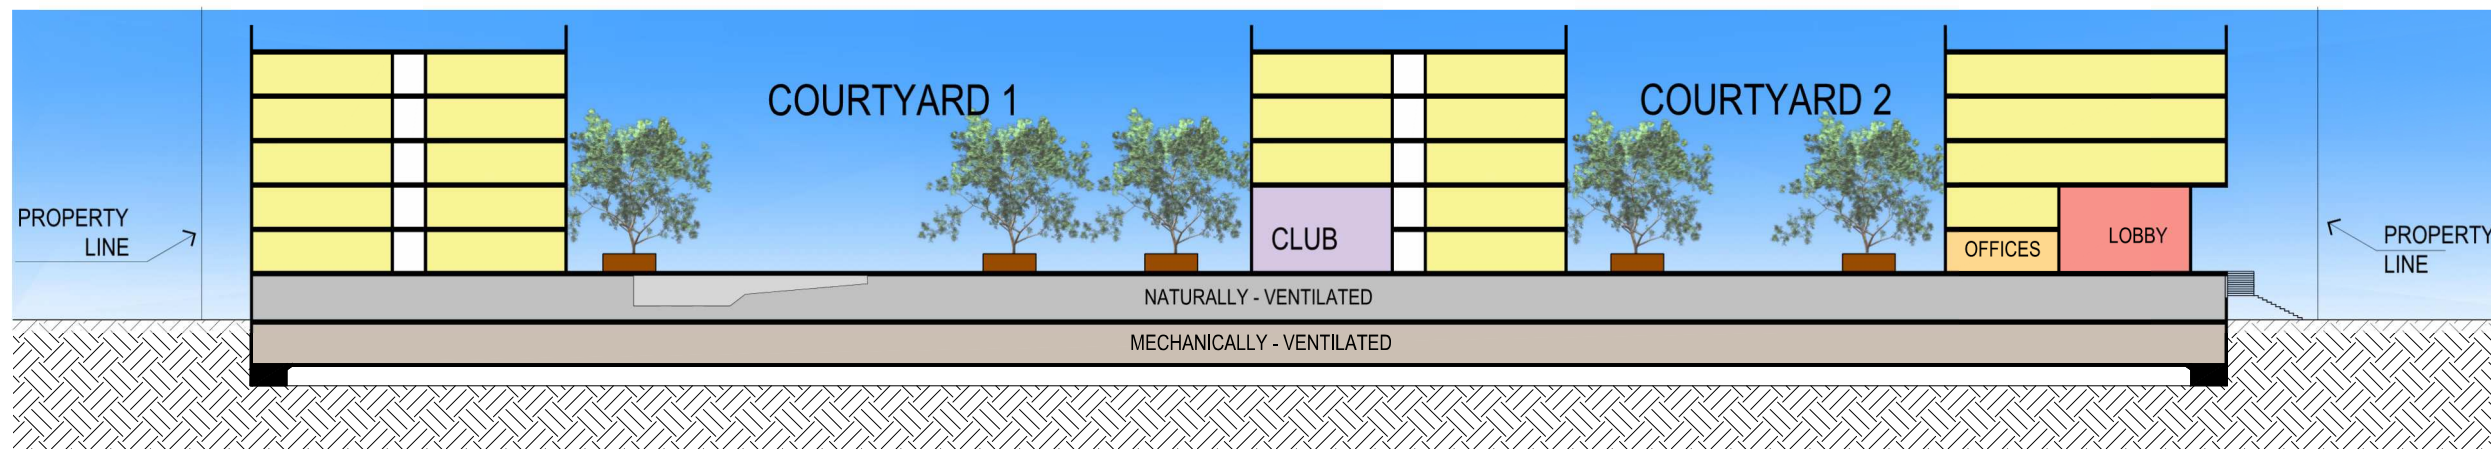 COURTYARD 1
COURTYARD 2
PROPERTY
LINE
CLUB
OFFICES
LOBBY
PROPERTY
LINE
NATURALLY - VENTILATED
MECHANICALLY - VENTILATED